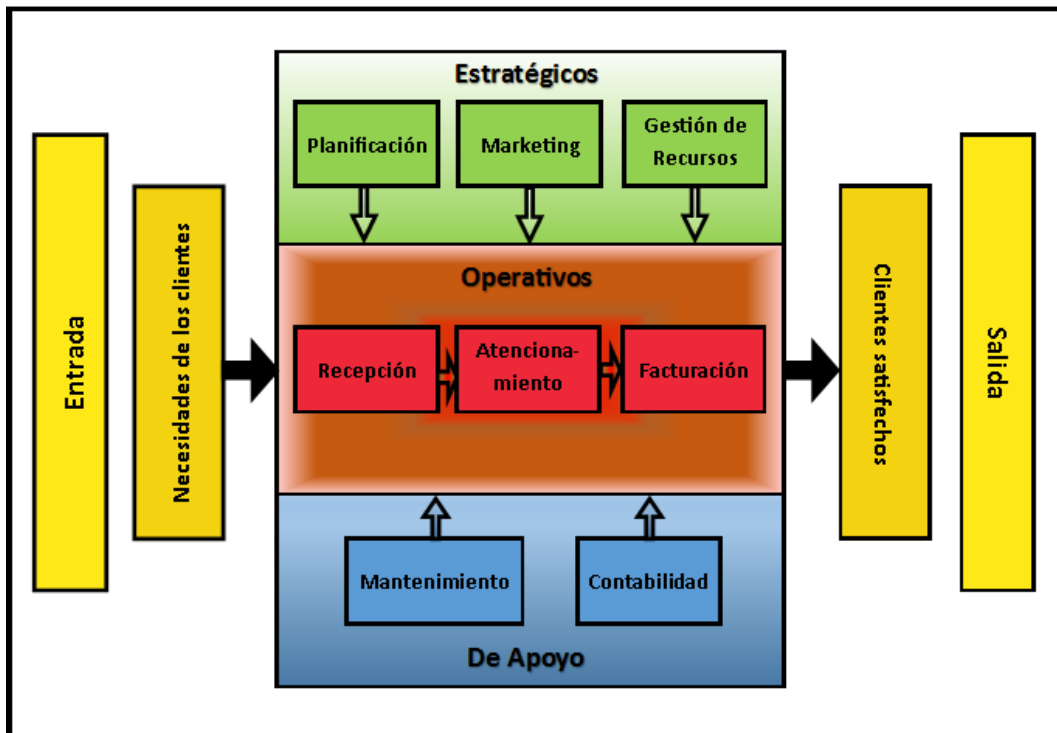 Estratégicos
Planificación
Marketing
Gestión de
Recursos
Entrada
Necesidades de los clientes
Operativos
Recepción
Atenciona-
miento
Facturación
Clientes satisfechos
Salida
Mantenimiento
Contabilidad
De Apoyo